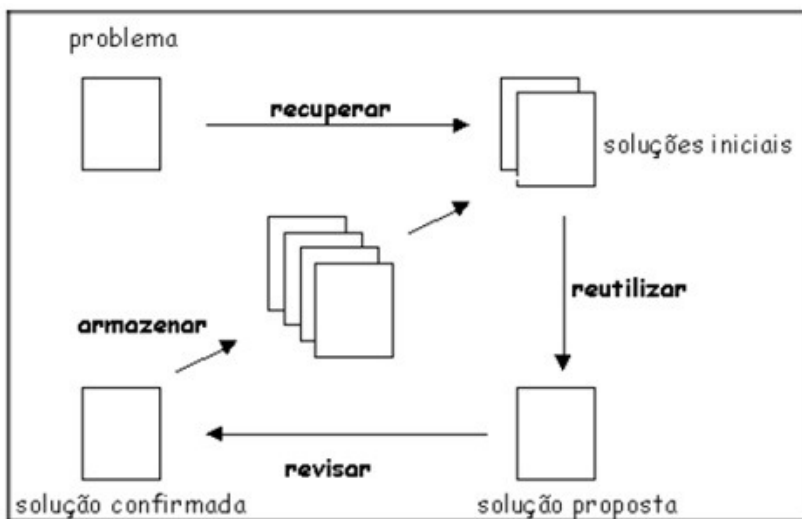 problema
recuperar
soluções iniciais
reutilizar
armazenar
revisar
solução confirmada
solução proposta